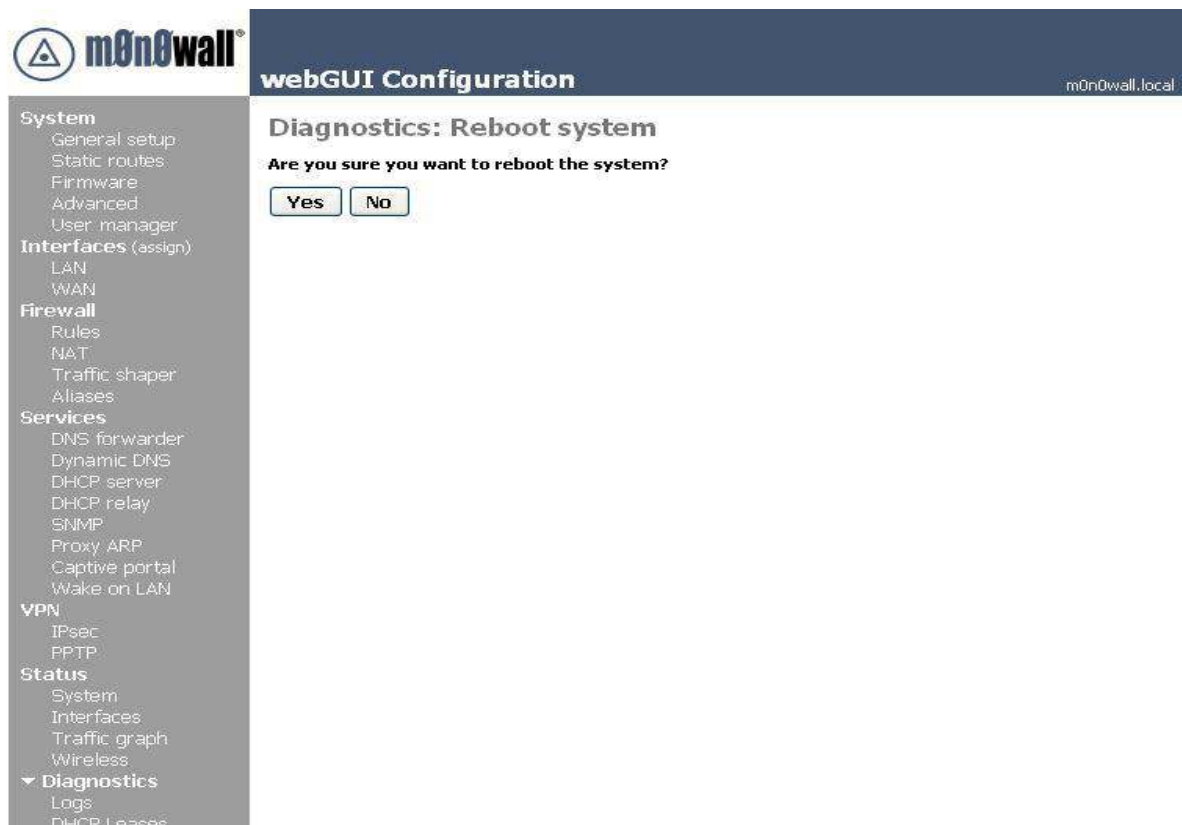 m0n0wall®
webGUI Configuration
m0n0wall.local
System
General setup
Static routes
Firmware
Advanced
User manager
Interfaces (assign)
LAN
WAN
Firewall
Rules
NAT
Traffic shaper
Aliases
Services
DNS forwarder
Dynamic DNS
DHCP server
DHCP relay
SNMP
Proxy ARP
Captive portal
Wake on LAN
VPN
IPsec
PPTP
Status
System
Interfaces
Traffic graph
Wireless
Diagnostics
Logs
DHCP Leases
Diagnostics: Reboot system
Are you sure you want to reboot the system?
Yes No